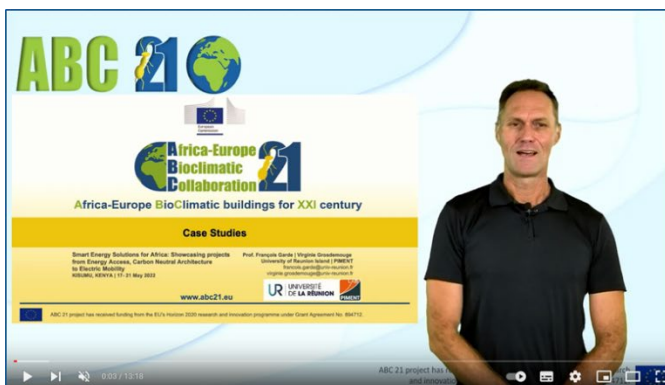 ABC 21
European
Commission
Africa-Europe
Bioclimatic
Collaboration
21
Africa-Europe BioClimatic buildings for XXI century
Case Studies
Smart Energy Solutions for Africa: Showcasing projects
from Energy Access, Carbon Neutral Architecture
to Electric Mobility
KISUMU, KENYA | 17- 21 May 2022
Prof. François Garde | Virginie Grosdemouge
University of Reunion Island | PIMENT
francois.garde@univ-reunion.fr
virginie.grosdemouge@univ-reunion.fr
www.abc21.eu
UR UNIVERSITÉ
DE LA RÉUNION
PIMENT
ABC 21 project has received funding from the EU's Horizon 2020 research and innovation programme under Grant Agreement No. 894712.
ABC 21 project has
and innovation
0:03 / 13:18